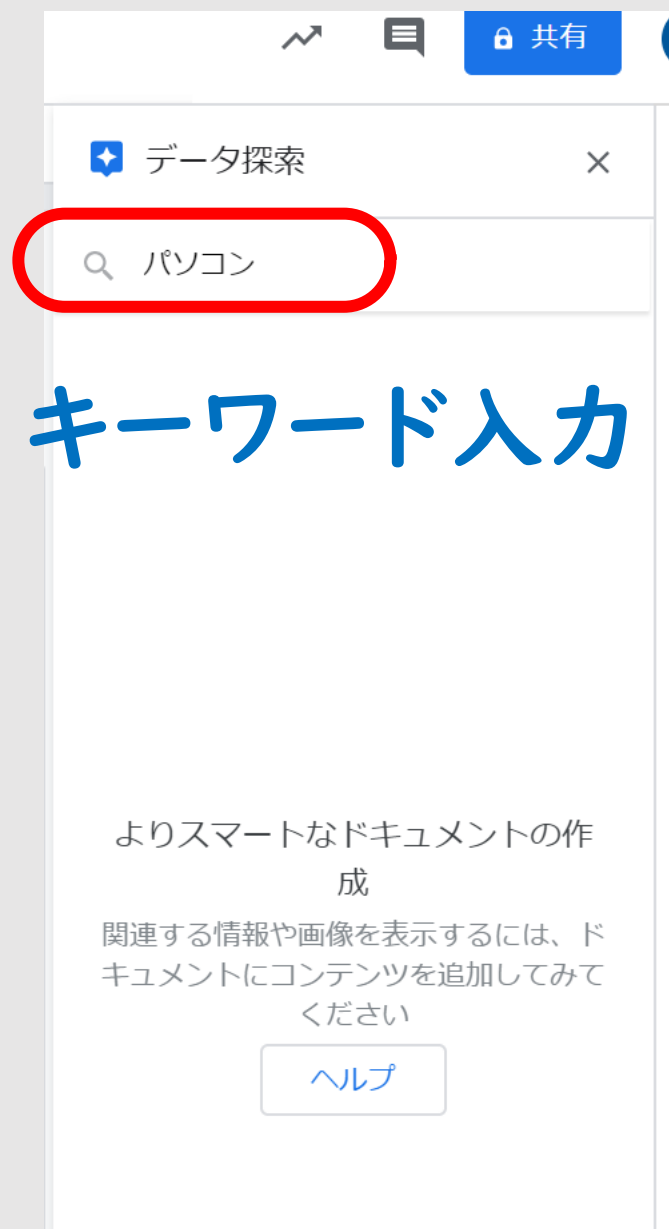 共有
データ探索
パソコン
キーワード入力
よりスマートなドキュメントの作
成
関連する情報や画像を表示するには、ド
キュメントにコンテンツを追加してみて
ください
ヘルプ